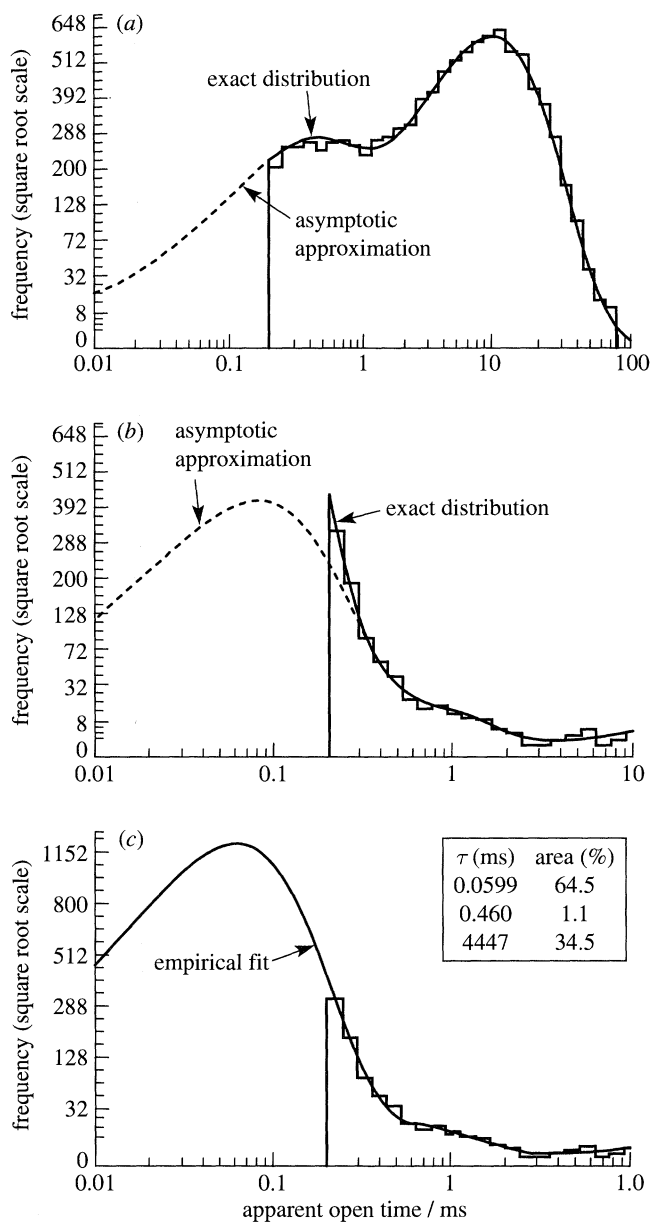 (a)
648
512
392
288
200
128
72
32
8
0
frequency (square root scale)
exact distribution
asymptotic
approximation
0.01
0.1
1
10
100
(b)
648
512
392
288
200
128
72
32
8
0
frequency (square root scale)
asymptotic
approximation
exact distribution
0.01
0.1
1
10
(c)
1152
800
512
288
128
32
0
frequency (square root scale)
τ (ms) area (%)
0.0599 64.5
0.460 1.1
4447 34.5
empirical fit
0.01
0.1
1
1.0
apparent open time / ms